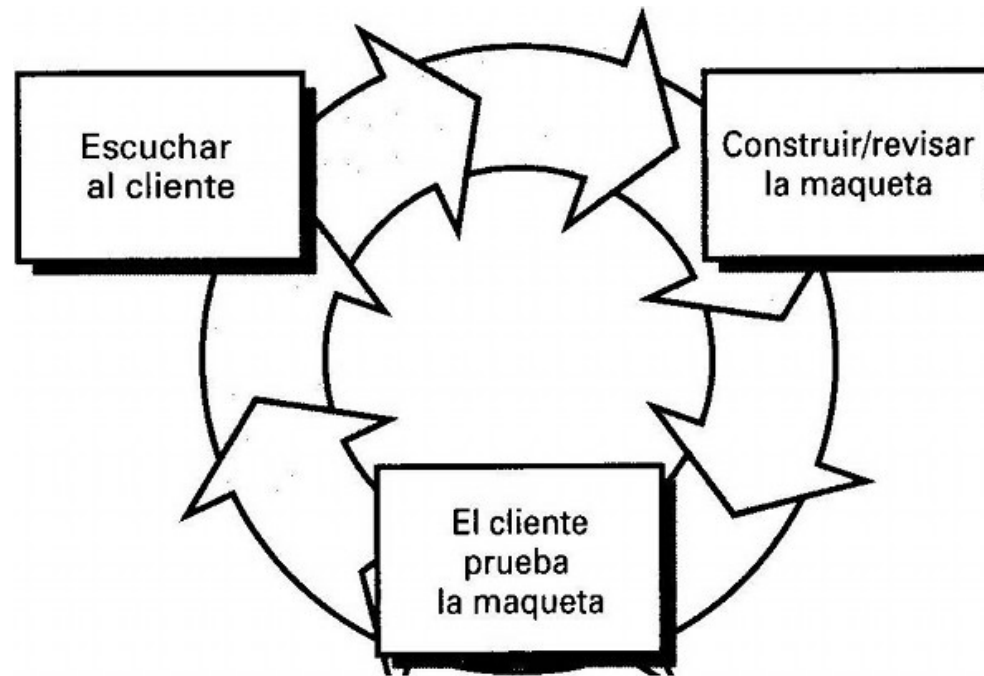 Escuchar
al cliente
Construir/revisar
la maqueta
El cliente
prueba
la maqueta